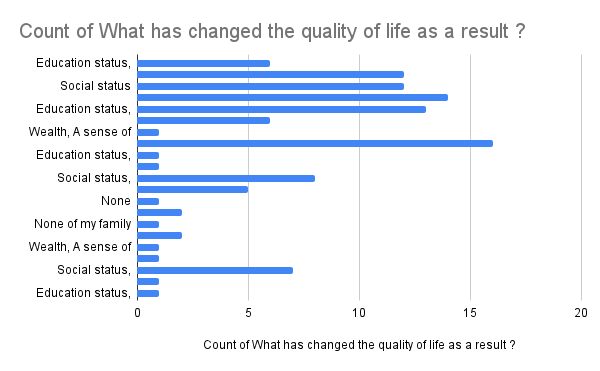 Count of What has changed the quality of life as a result ?
Education status,
Social status
Education status,
Wealth, A sense of
Education status,
Social status,
None
None of my family
Wealth, A sense of
Social status,
Education status,
0 5 10 15 20
Count of What has changed the quality of life as a result ?